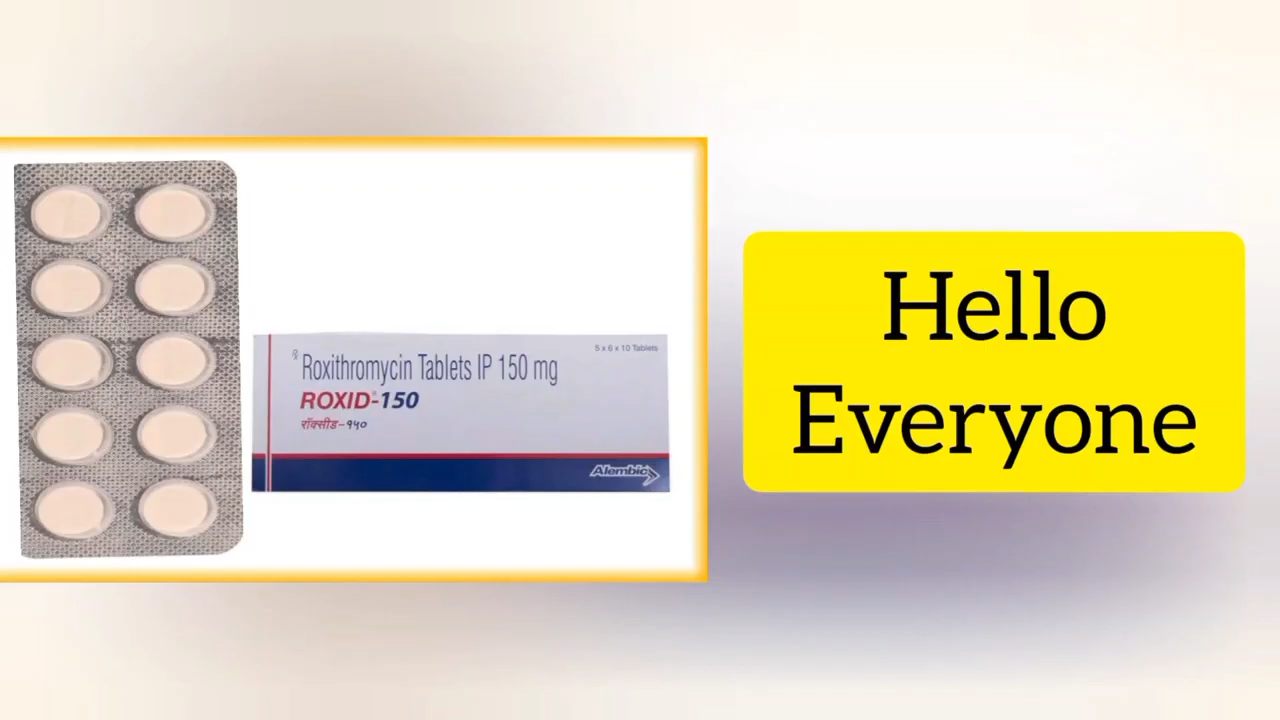 ℞ Roxithromycin Tablets IP 150 mg
5 x 6 x 10 Tablets
ROXID®-150
रॉक्सीड-१५०
Alembic
Hello
Everyone